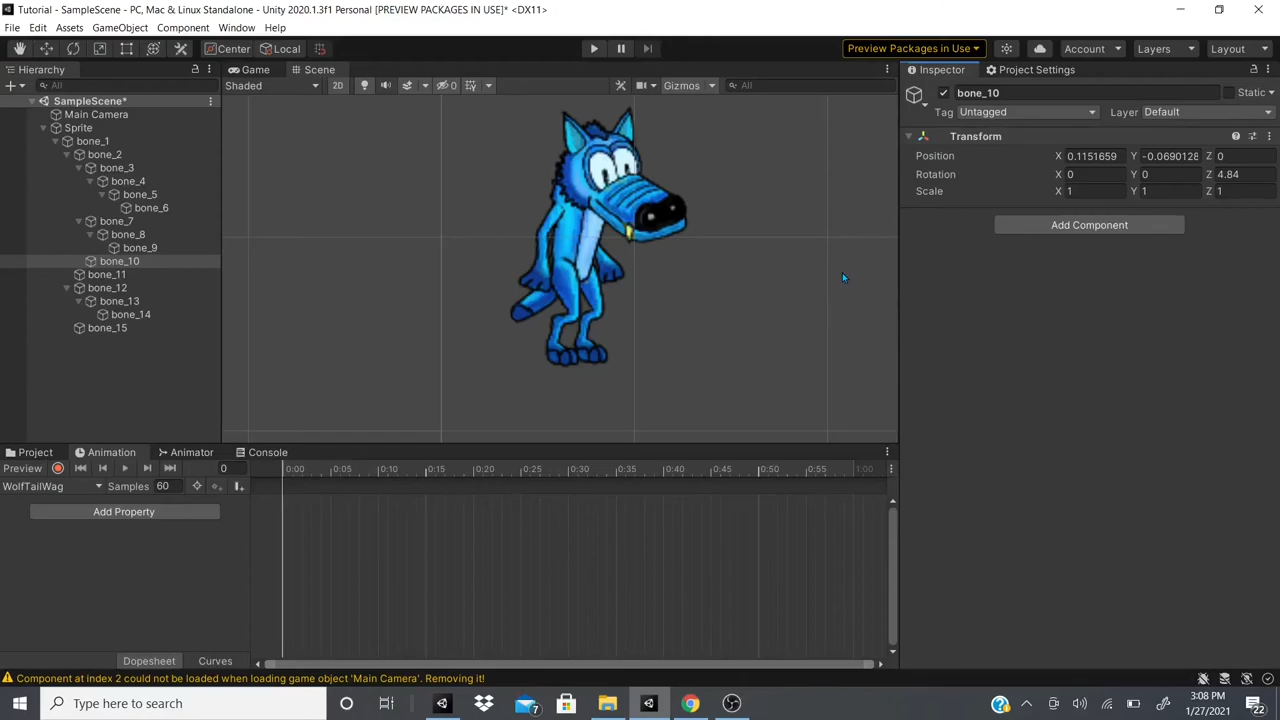 Tutorial - SampleScene - PC, Mac & Linux Standalone - Unity 2020.1.3f1 Personal [PREVIEW PACKAGES IN USE]* <DX11>
File Edit Assets GameObject Component Window Help
Center Local Preview Packages in Use Account Layers Layout
Hierarchy Game Scene Inspector Project Settings
All Shaded 2D 0 Gizmos All bone_10 Static
SampleScene*
Main Camera Tag Untagged Layer Default
Sprite
bone_1 Transform
bone_2 Position X 0.1151659 Y -0.0690128 Z 0
bone_3 Rotation X 0 Y 0 Z 4.84
bone_4 Scale X 1 Y 1 Z 1
bone_5
bone_6
bone_7 Add Component
bone_8
bone_9
bone_10
bone_11
bone_12
bone_13
bone_14
bone_15
Project Animation Animator Console
Preview 0 0:00 0:05 0:10 0:15 0:20 0:25 0:30 0:35 0:40 0:45 0:50 0:55 1:00
WolfTailWag Samples 60
Add Property
Dopesheet Curves
Component at index 2 could not be loaded when loading game object 'Main Camera'. Removing it!
Type here to search 7 3:08 PM
1/27/2021 22